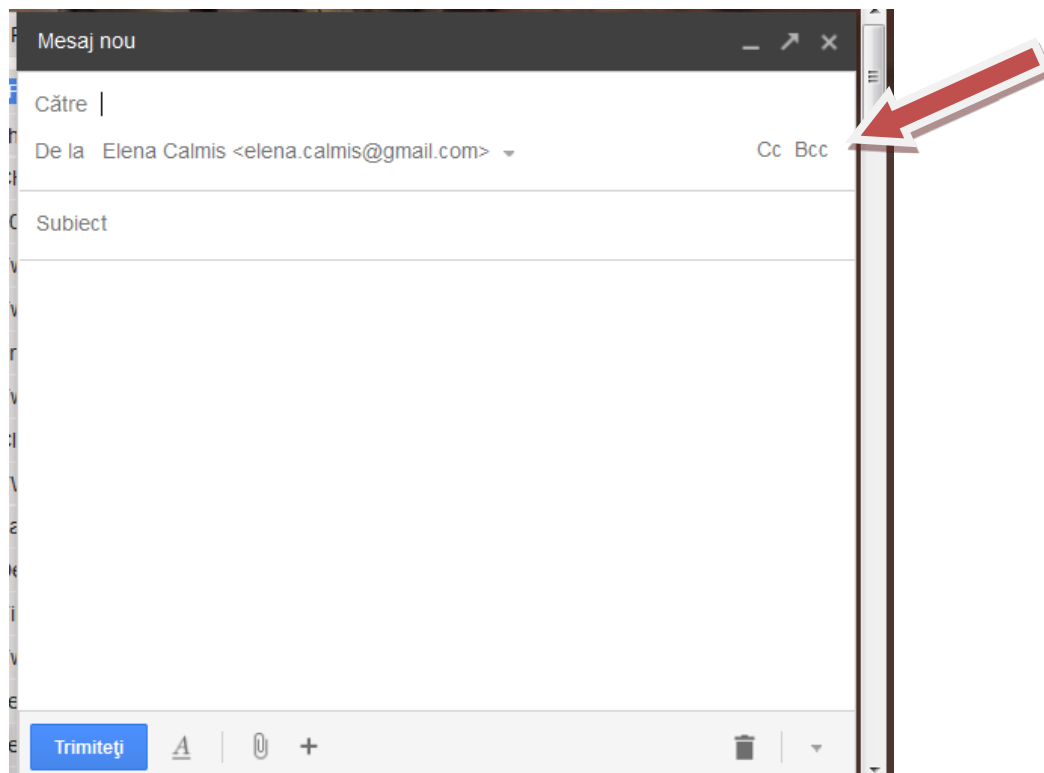 Mesaj nou
Către
De la Elena Calmis <elena.calmis@gmail.com> Cc Bcc
Subiect
Trimiteţi A